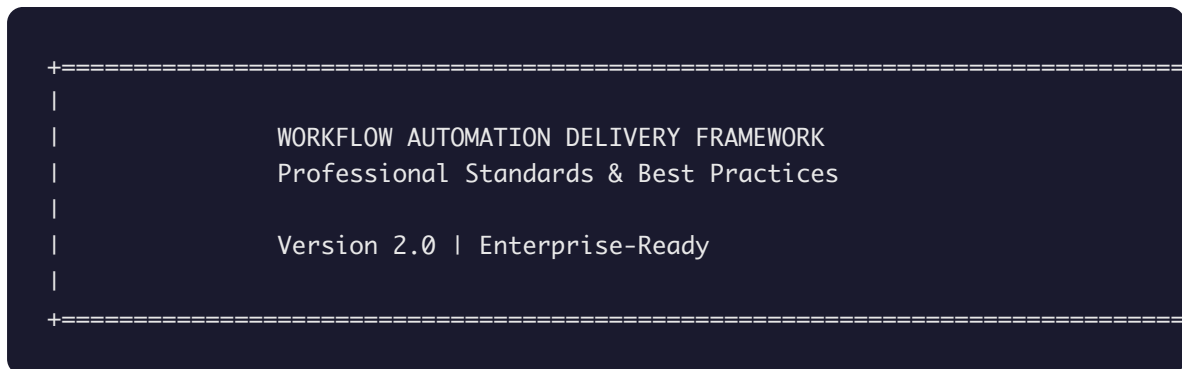 +==============================================================================
|
| WORKFLOW AUTOMATION DELIVERY FRAMEWORK
| Professional Standards & Best Practices
|
| Version 2.0 | Enterprise-Ready
|
+==============================================================================